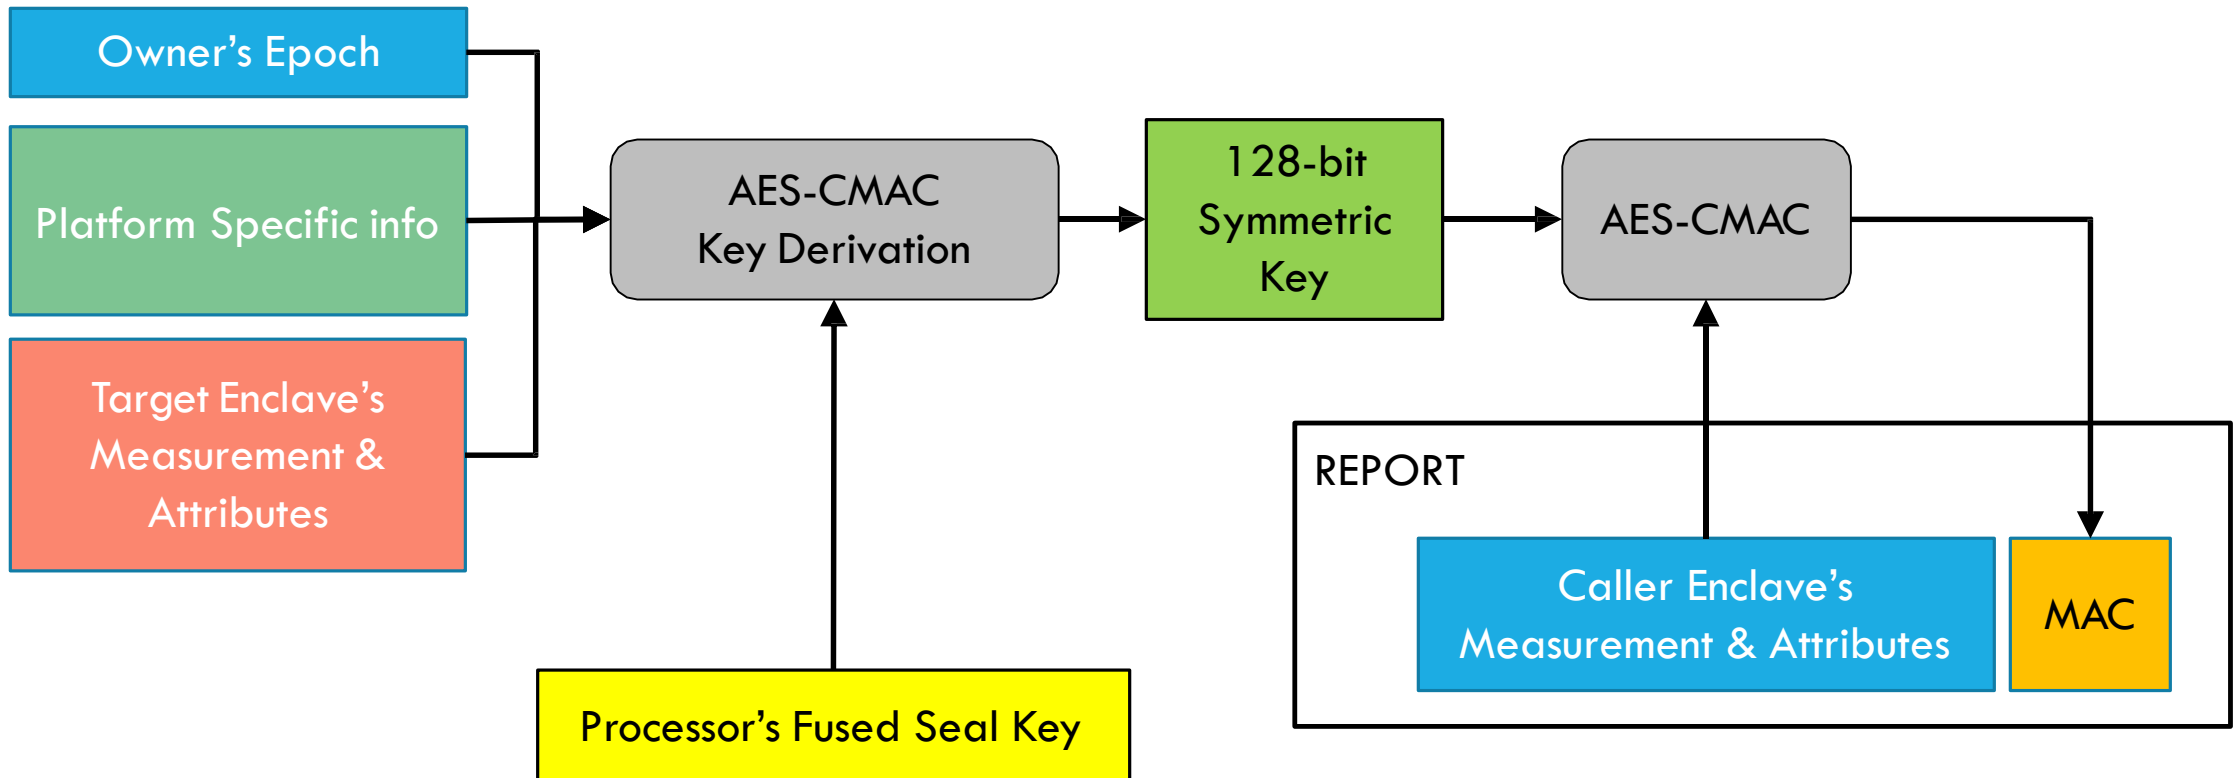 Owner’s Epoch
Platform Specific info
Target Enclave’s
Measurement &
Attributes
AES-CMAC
Key Derivation
Processor’s Fused Seal Key
128-bit
Symmetric
Key
AES-CMAC
REPORT
Caller Enclave’s
Measurement & Attributes
MAC